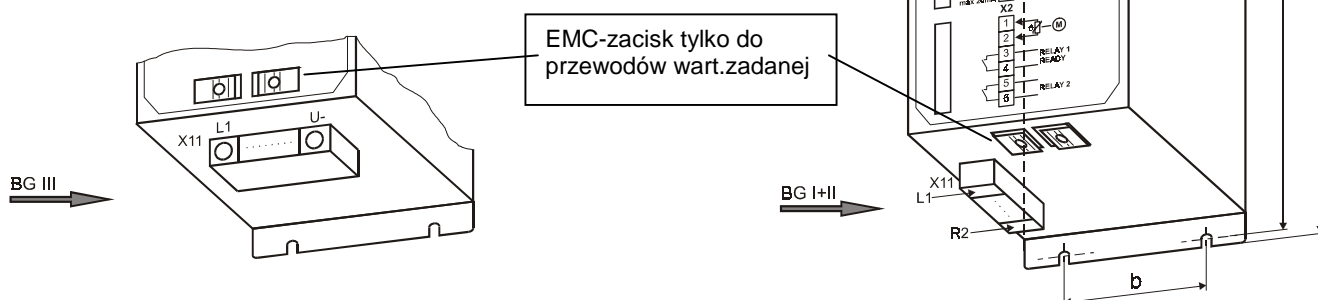 EMC-zacisk tylko do
przewodów wart.zadanej
X11 L1 U-
BG III
X2
1
2
M
3
RELAY 1
4
READY
5
RELAY 2
6
BG I+II
X11
L1
R2
b